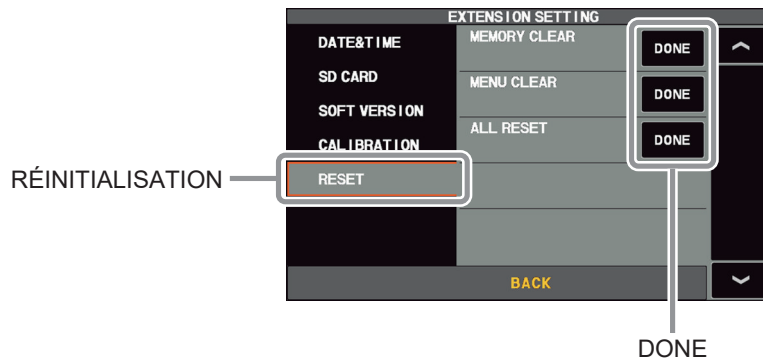 EXTENSION SETTING
DATE&TIME
SD CARD
SOFT VERSION
CALIBRATION
RESET
MEMORY CLEAR
DONE
MENU CLEAR
DONE
ALL RESET
DONE
BACK
RÉINITIALISATION
DONE